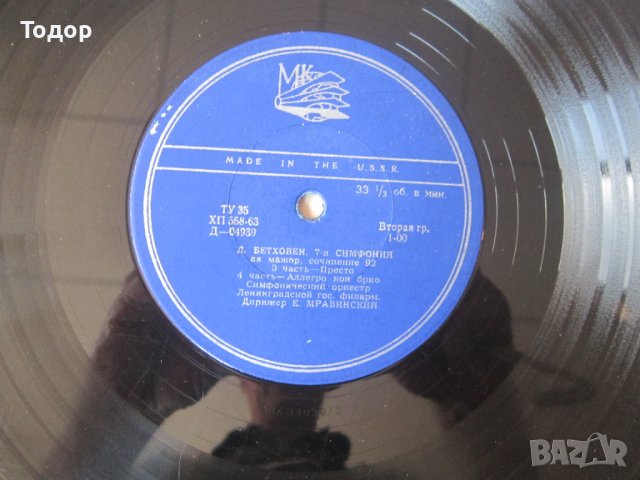 Тодор
МК
MADE IN THE U.S.S.R.
33 1/3 об. в мин.
ТУ 35
ХП 558-63
Д—04939
Вторая гр.
1-00
Л. БЕТХОВЕН. 7-я СИМФОНИЯ
ля мажор, сочинение 92
3 часть—Престо
4 часть—Аллегро кон брио
Симфонический оркестр
Ленинградской гос. филарм.
Дирижер Е. МРАВИНСКИЙ
BAZAR